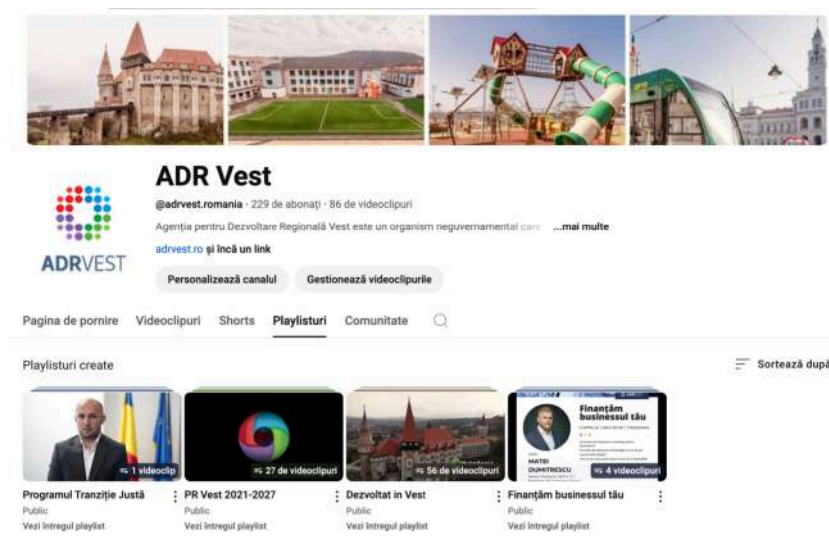 ADR Vest
@adrvest.romania · 229 de abonați · 86 de videoclipuri
Agenția pentru Dezvoltare Regională Vest este un organism neguvernamental care ...mai multe
adrvest.ro și încă un link
ADRVEST
Personalizează canalul Gestionează videoclipurile
Pagina de pornire Videoclipuri Shorts Playlisturi Comunitate
Playlisturi create Sortează după
Finanțăm
businessul tău
MATEI
DUMITRESCU
1 videoclip 27 de videoclipuri 56 de videoclipuri 4 videoclipuri
Programul Tranziție Justă PR Vest 2021-2027 Dezvoltat in Vest Finanțăm businessul tău
Public Public Public Public
Vezi întregul playlist Vezi întregul playlist Vezi întregul playlist Vezi întregul playlist